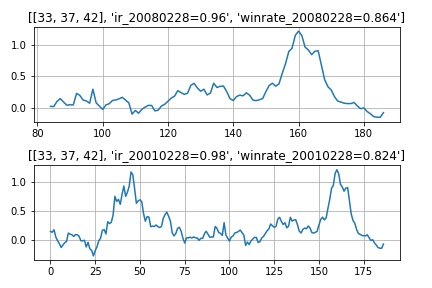 [[33, 37, 42], 'ir_20080228=0.96', 'winrate_20080228=0.864']
1.0
0.5
0.0
80 100 120 140 160 180
[[33, 37, 42], 'ir_20010228=0.98', 'winrate_20010228=0.824']
1.0
0.5
0.0
0 25 50 75 100 125 150 175